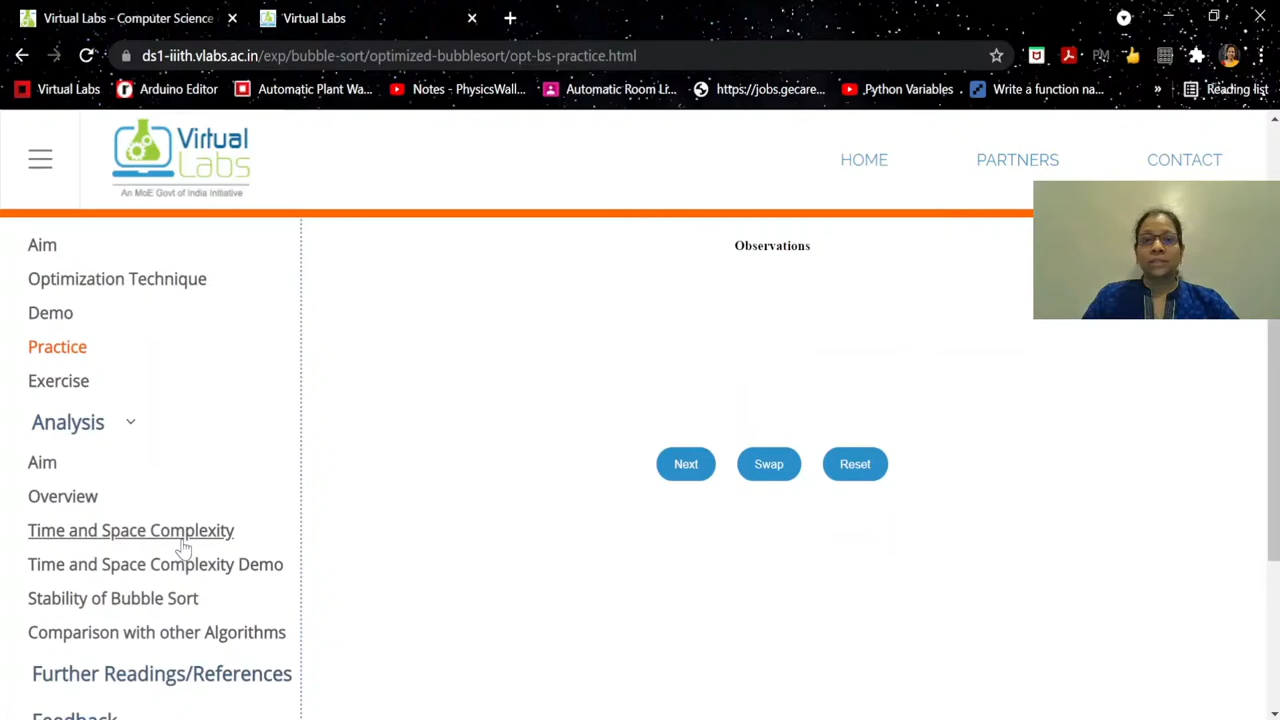 Virtual Labs - Computer Science
Virtual Labs
ds1-iiith.vlabs.ac.in/exp/bubble-sort/optimized-bubblesort/opt-bs-practice.html
PM
Virtual Labs
Arduino Editor
Automatic Plant Wa...
Notes - PhysicsWall...
Automatic Room Li...
https://jobs.gecare...
Python Variables
Write a function na...
»
Reading list
Virtual
Labs
An MoE Govt of India Initiative
HOME
PARTNERS
CONTACT
Aim
Optimization Technique
Demo
Practice
Exercise
Analysis
Aim
Overview
Time and Space Complexity
Time and Space Complexity Demo
Stability of Bubble Sort
Comparison with other Algorithms
Further Readings/References
Feedback
Observations
Next
Swap
Reset